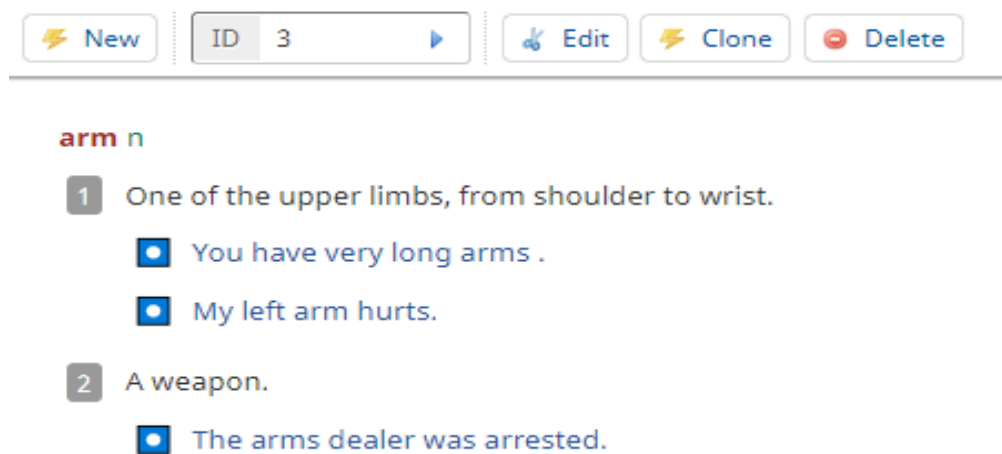 New ID 3 Edit Clone Delete
arm n
1 One of the upper limbs, from shoulder to wrist.
You have very long arms .
My left arm hurts.
2 A weapon.
The arms dealer was arrested.